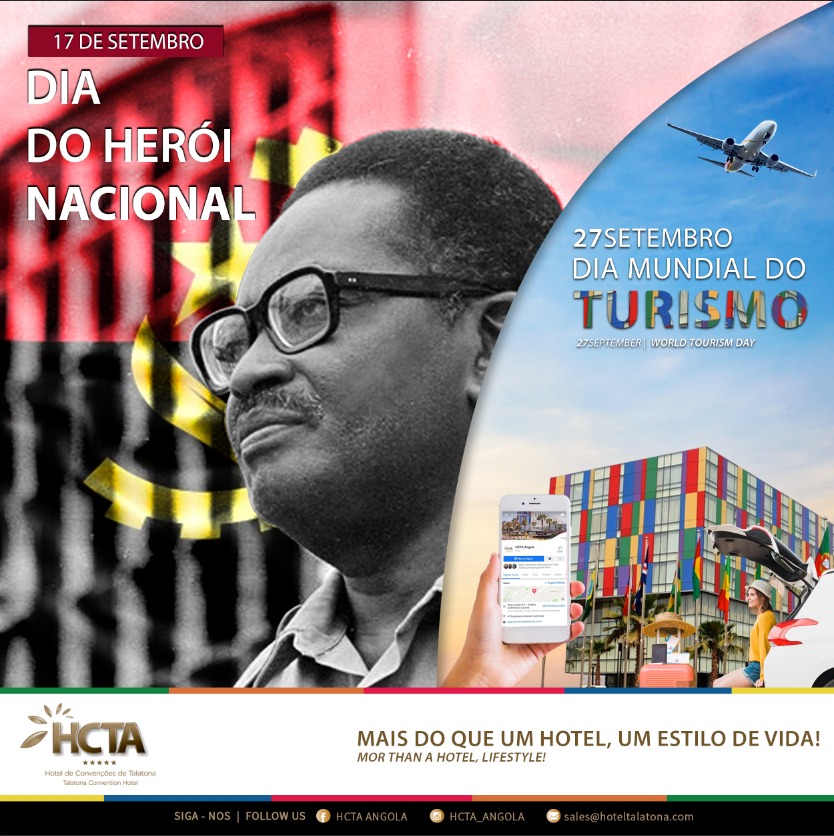 17 DE SETEMBRO
DIA
DO HERÓI
NACIONAL
27SETEMBRO
DIA MUNDIAL DO
TURISMO
27SEPTEMBER | WORLD TOURISM DAY
HCTA Angola
HCTA
Hotel de Convenções de Talatona
Talatona Convention Hotel
MAIS DO QUE UM HOTEL, UM ESTILO DE VIDA!
MOR THAN A HOTEL, LIFESTYLE!
SIGA - NOS | FOLLOW US HCTA ANGOLA HCTA_ANGOLA sales@hoteltalatona.com